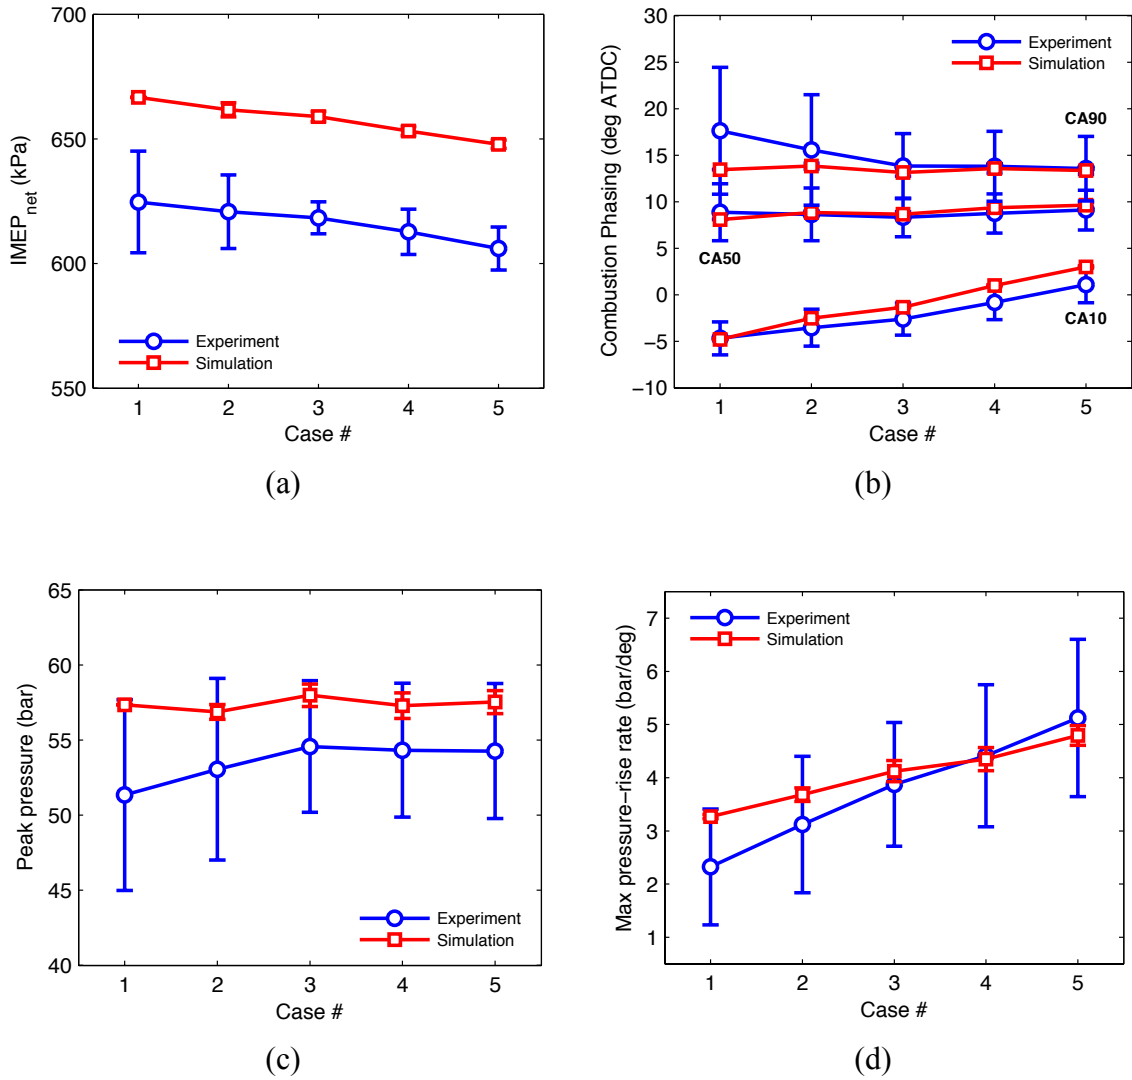 700
650
600
550
IMEPnet (kPa)
Experiment
Simulation
1 2 3 4 5
Case #
(a)
30
25
20
15
10
5
0
−5
−10
Combustion Phasing (deg ATDC)
Experiment
Simulation
CA90
CA50
CA10
1 2 3 4 5
Case #
(b)
65
60
55
50
45
40
Peak pressure (bar)
Experiment
Simulation
1 2 3 4 5
Case #
(c)
7
6
5
4
3
2
1
Max pressure−rise rate (bar/deg)
Experiment
Simulation
1 2 3 4 5
Case #
(d)